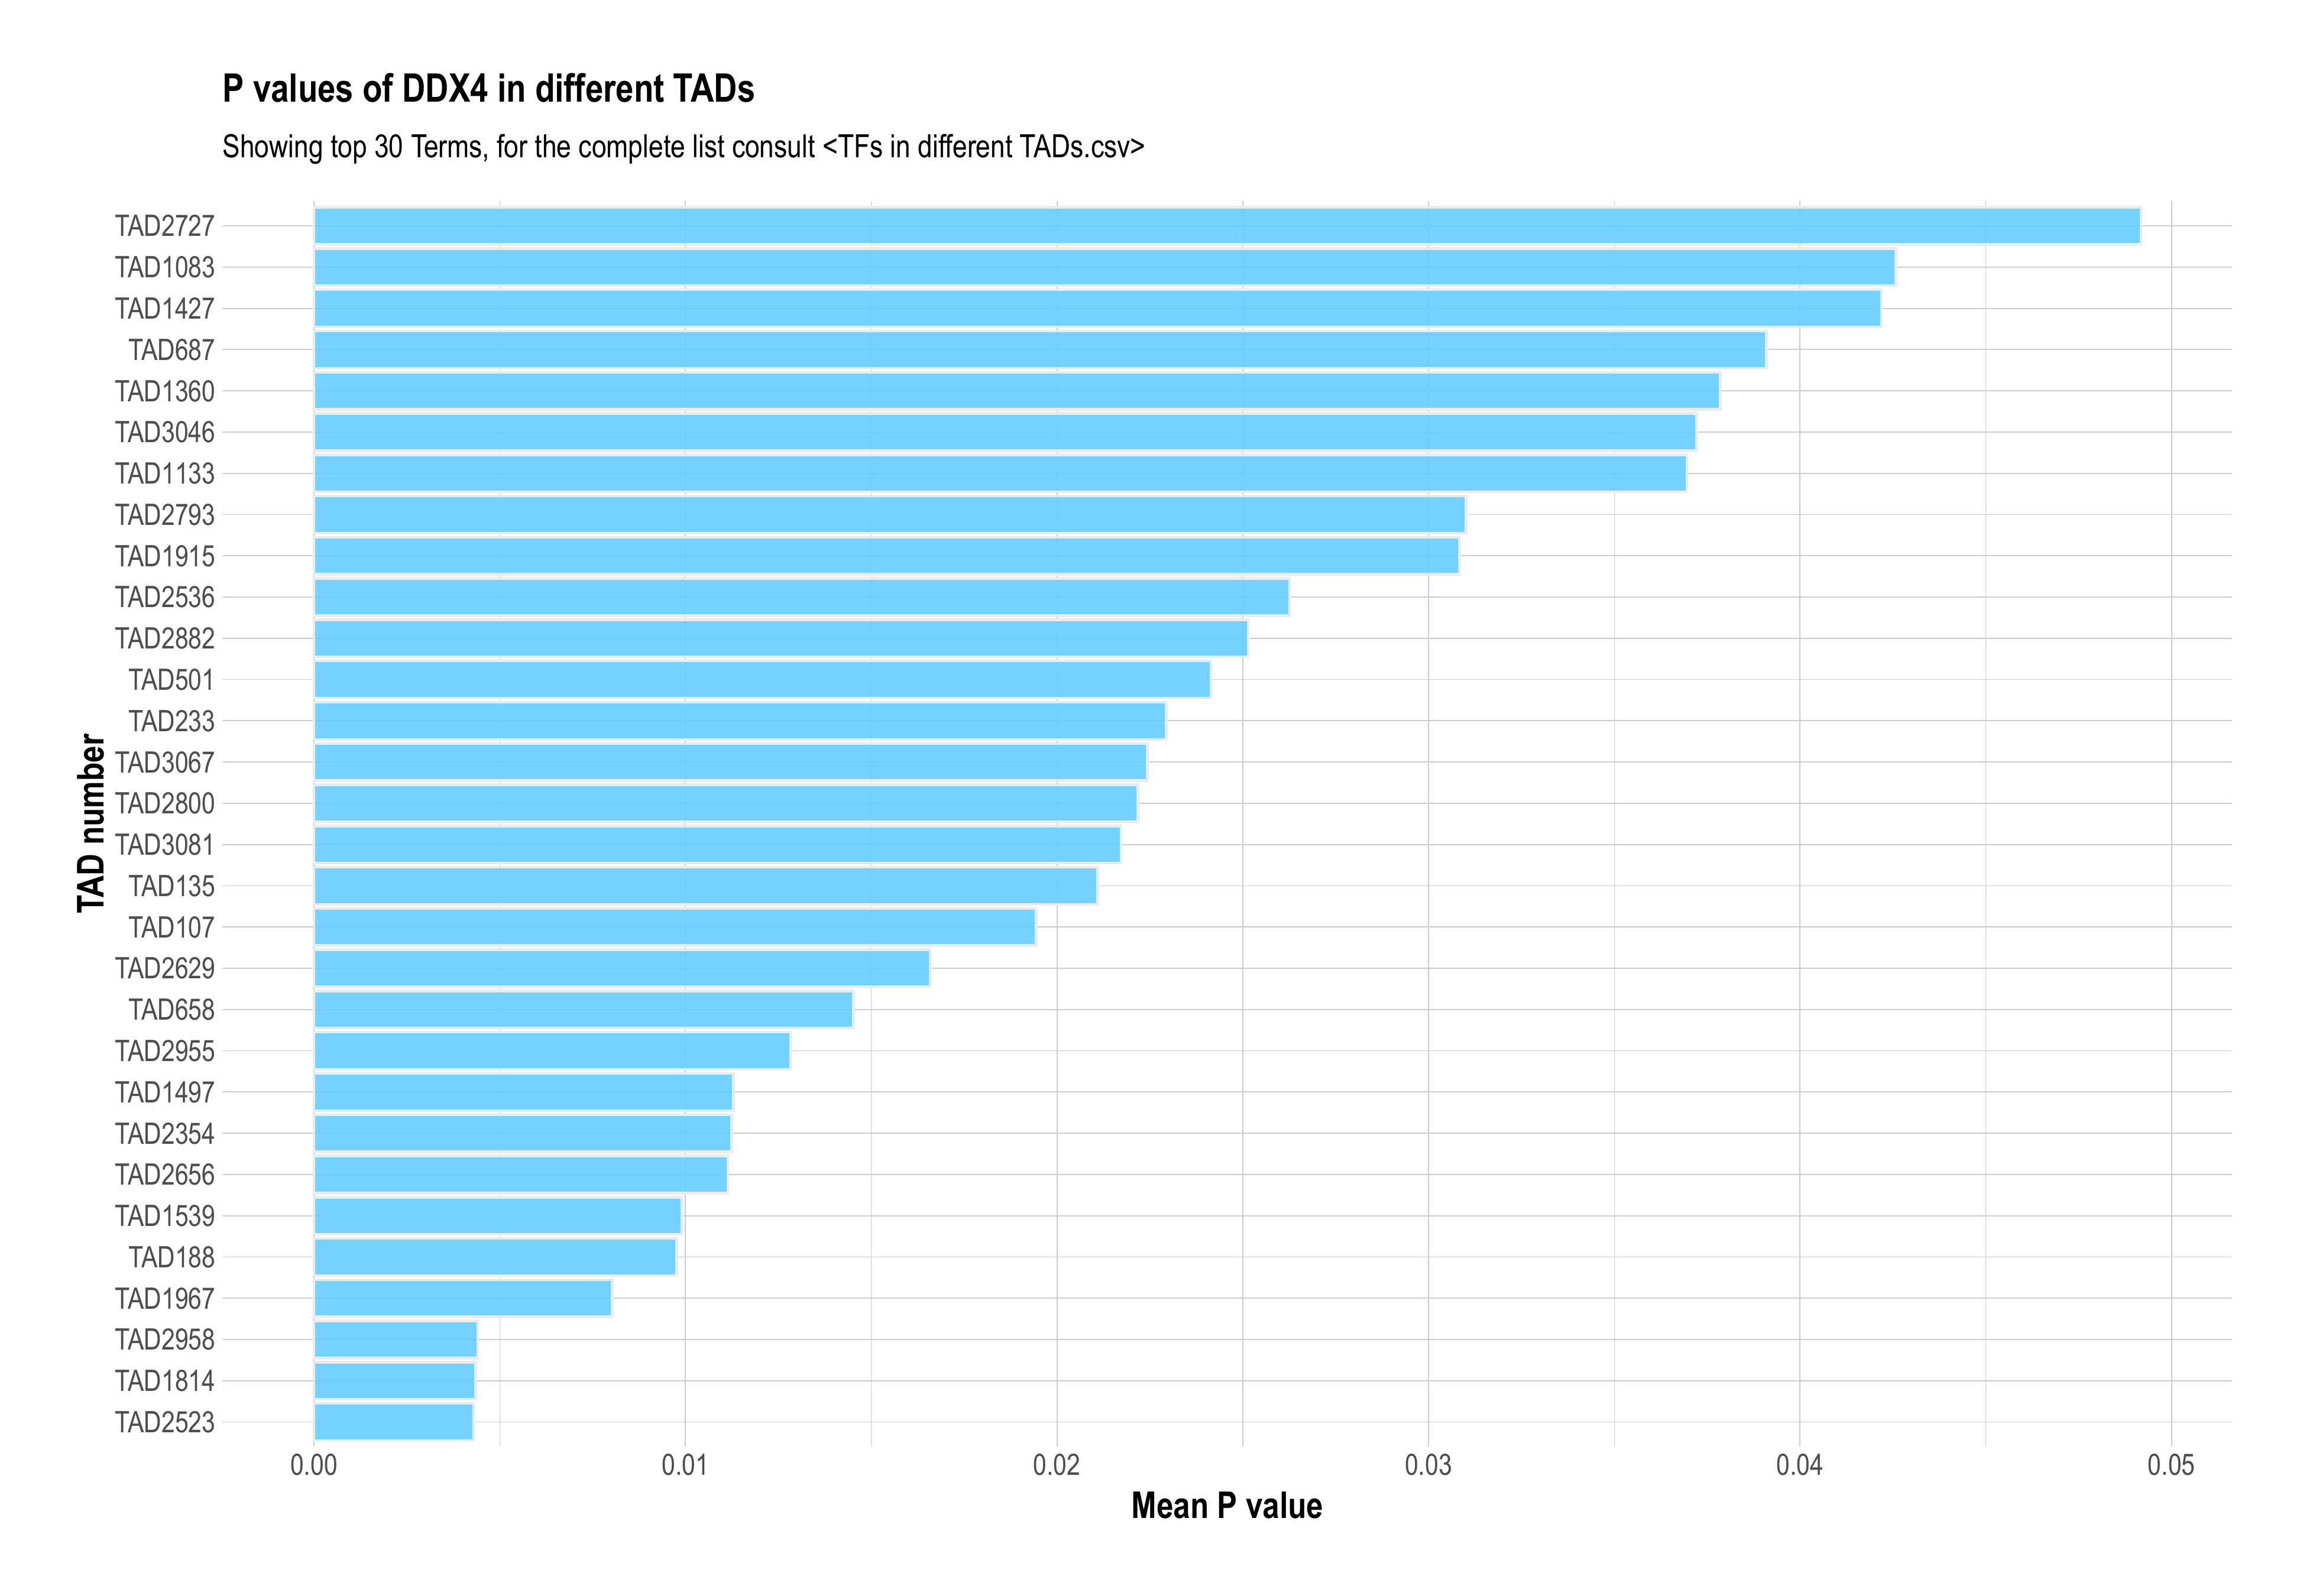 P values of DDX4 in different TADs
Showing top 30 Terms, for the complete list consult <TFs in different TADs.csv>
TAD number
TAD2727
TAD1083
TAD1427
TAD687
TAD1360
TAD3046
TAD1133
TAD2793
TAD1915
TAD2536
TAD2882
TAD501
TAD233
TAD3067
TAD2800
TAD3081
TAD135
TAD107
TAD2629
TAD658
TAD2955
TAD1497
TAD2354
TAD2656
TAD1539
TAD188
TAD1967
TAD2958
TAD1814
TAD2523
0.00 0.01 0.02 0.03 0.04 0.05
Mean P value